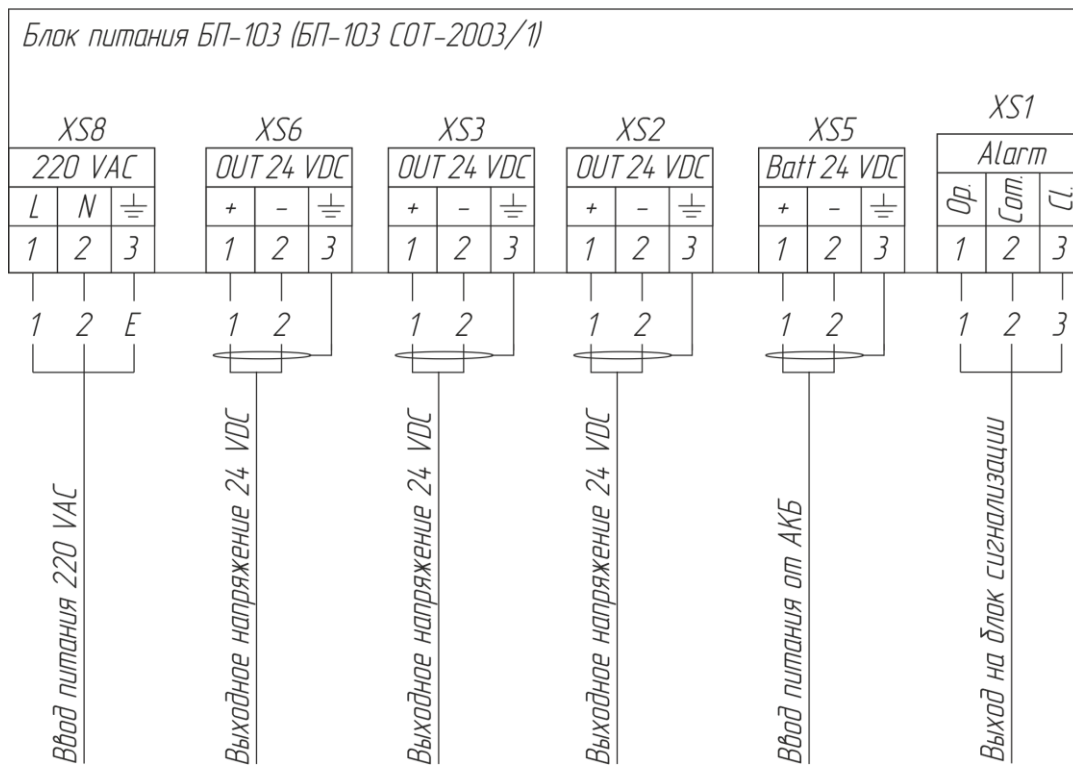 Блок питания БП-103 (БП-103 СОТ-2003/1)
XS8 XS6 XS3 XS2 XS5 XS1
220 VAC OUT 24 VDC OUT 24 VDC OUT 24 VDC Batt 24 VDC Alarm
L N + - + - + - + - Op. Com. Cl.
1 2 3 1 2 3 1 2 3 1 2 3 1 2 3 1 2 3
1 2 E 1 2 1 2 1 2 1 2 1 2 3
Ввод питания 220 VAC
Выходное напряжение 24 VDC
Выходное напряжение 24 VDC
Выходное напряжение 24 VDC
Ввод питания от АКБ
Выход на блок сигнализации